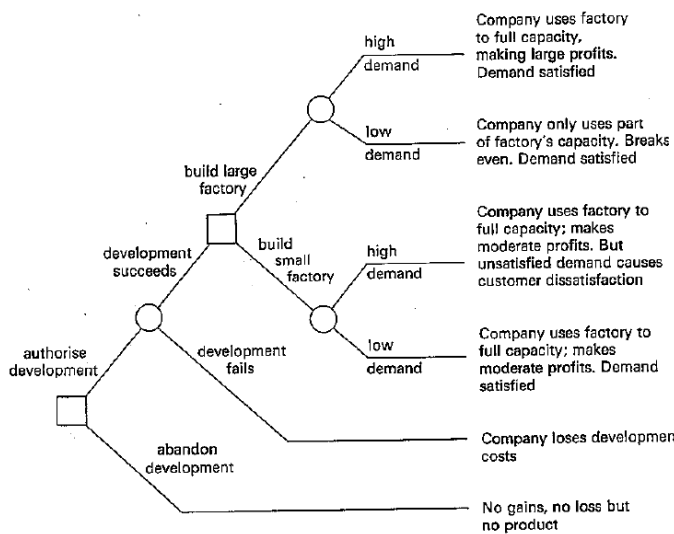 Company uses factory
to full capacity,
making large profits.
Demand satisfied
high
demand
low
demand
Company only uses part
of factory's capacity. Breaks
even. Demand satisfied
build large
factory
Company uses factory to
full capacity; makes
moderate profits. But
unsatisfied demand causes
customer dissatisfaction
build
small
factory
high
demand
development
succeeds
low
demand
Company uses factory to
full capacity; makes
moderate profits. Demand
satisfied
authorise
development
development
fails
Company loses developmen
costs
abandon
development
No gains, no loss but
no product